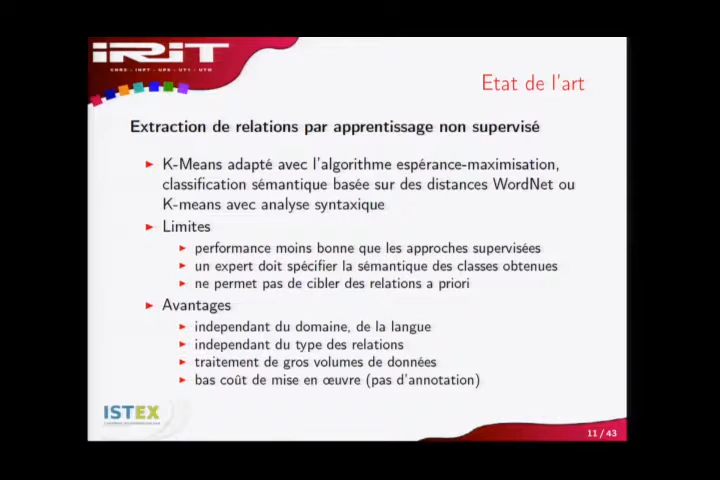 IRIT
CNRS - INPT - UPS - UT1 - UTM
Etat de l'art
Extraction de relations par apprentissage non supervisé
K-Means adapté avec l'algorithme espérance-maximisation,
classification sémantique basée sur des distances WordNet ou
K-means avec analyse syntaxique
Limites
performance moins bonne que les approches supervisées
un expert doit spécifier la sémantique des classes obtenues
ne permet pas de cibler des relations a priori
Avantages
independant du domaine, de la langue
independant du type des relations
traitement de gros volumes de données
bas coût de mise en œuvre (pas d'annotation)
ISTEX
11 / 43